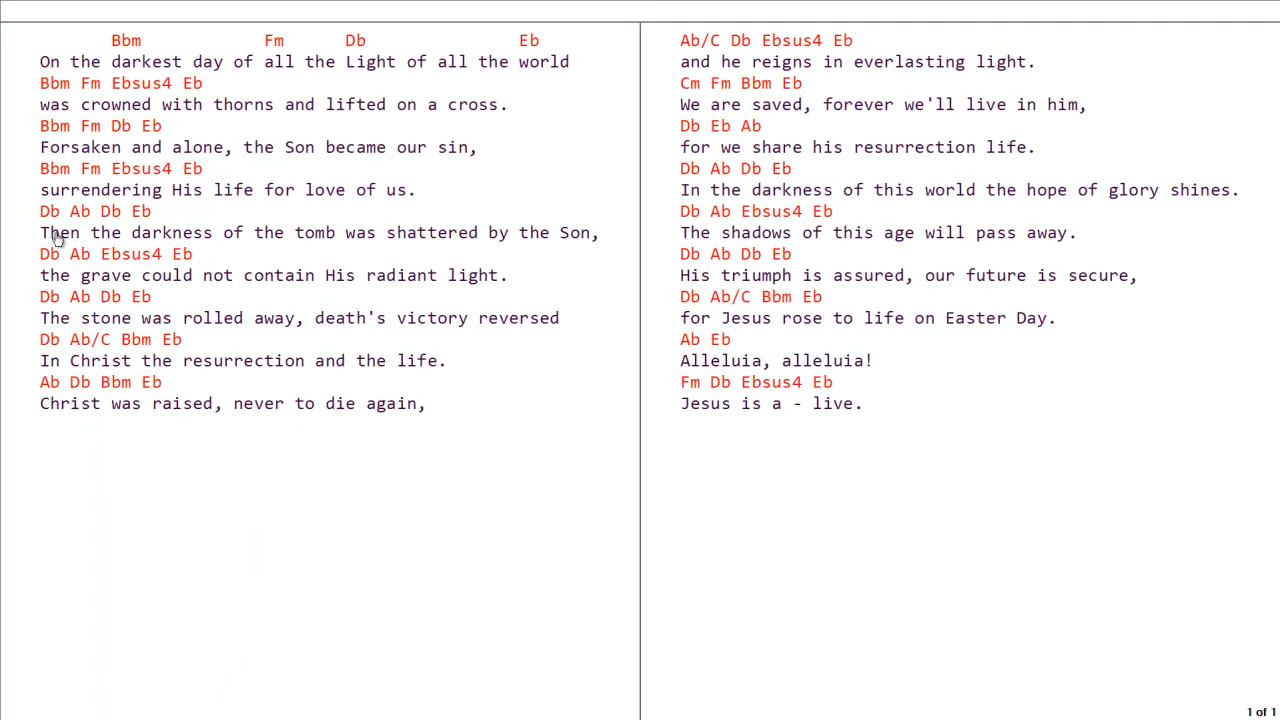 Bbm Fm Db Eb
On the darkest day of all the Light of all the world
Bbm Fm Ebsus4 Eb
was crowned with thorns and lifted on a cross.
Bbm Fm Db Eb
Forsaken and alone, the Son became our sin,
Bbm Fm Ebsus4 Eb
surrendering His life for love of us.
Db Ab Db Eb
Then the darkness of the tomb was shattered by the Son,
Db Ab Ebsus4 Eb
the grave could not contain His radiant light.
Db Ab Db Eb
The stone was rolled away, death's victory reversed
Db Ab/C Bbm Eb
In Christ the resurrection and the life.
Ab Db Bbm Eb
Christ was raised, never to die again,
Ab/C Db Ebsus4 Eb
and he reigns in everlasting light.
Cm Fm Bbm Eb
We are saved, forever we'll live in him,
Db Eb Ab
for we share his resurrection life.
Db Ab Db Eb
In the darkness of this world the hope of glory shines.
Db Ab Ebsus4 Eb
The shadows of this age will pass away.
Db Ab Db Eb
His triumph is assured, our future is secure,
Db Ab/C Bbm Eb
for Jesus rose to life on Easter Day.
Ab Eb
Alleluia, alleluia!
Fm Db Ebsus4 Eb
Jesus is a - live.
1 of 1